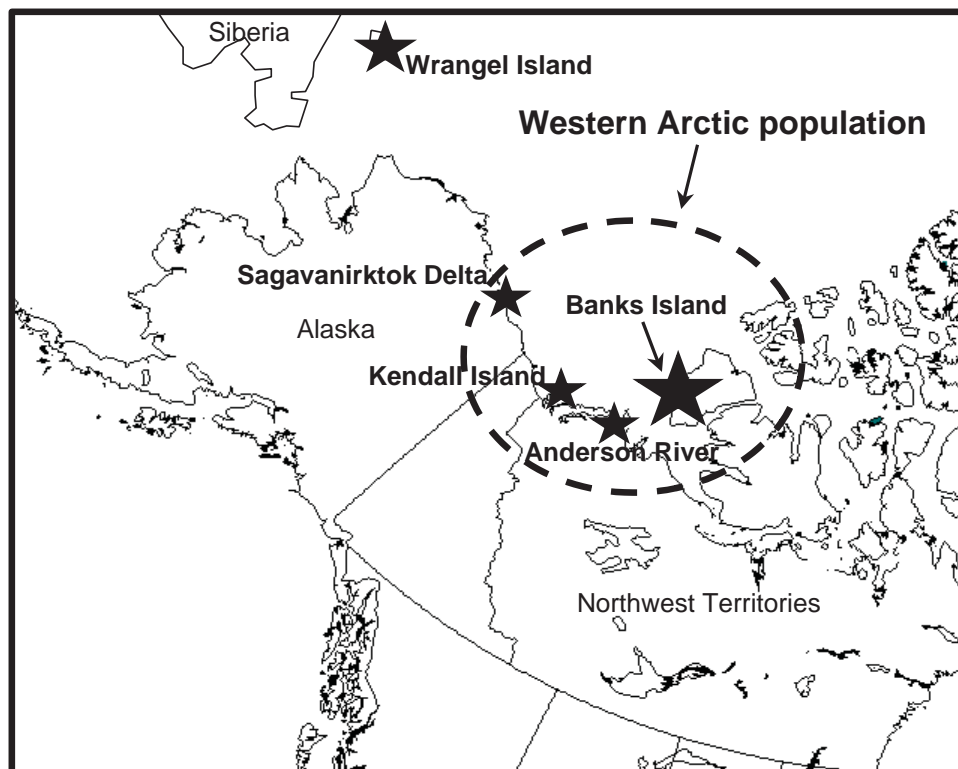 Siberia
Wrangel Island
Western Arctic population
Sagavanirktok Delta
Banks Island
Alaska
Kendall Island
Anderson River
Northwest Territories